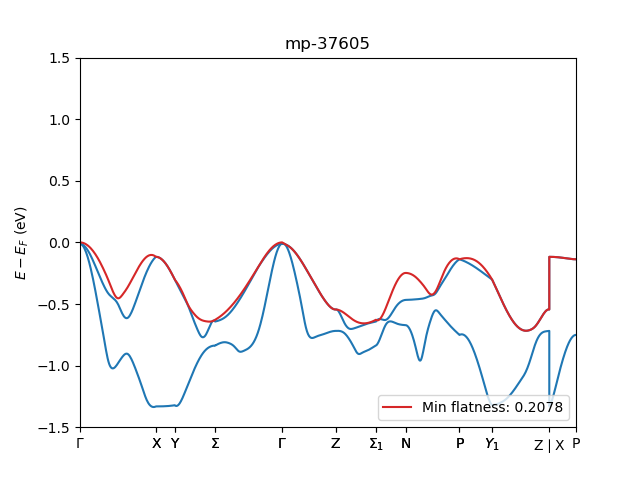 mp-37605
E − E_F (eV)
1.5
1.0
0.5
0.0
−0.5
−1.0
−1.5
Min flatness: 0.2078
Γ X Y Σ Γ Z Σ₁ N P Y₁ Z | X P